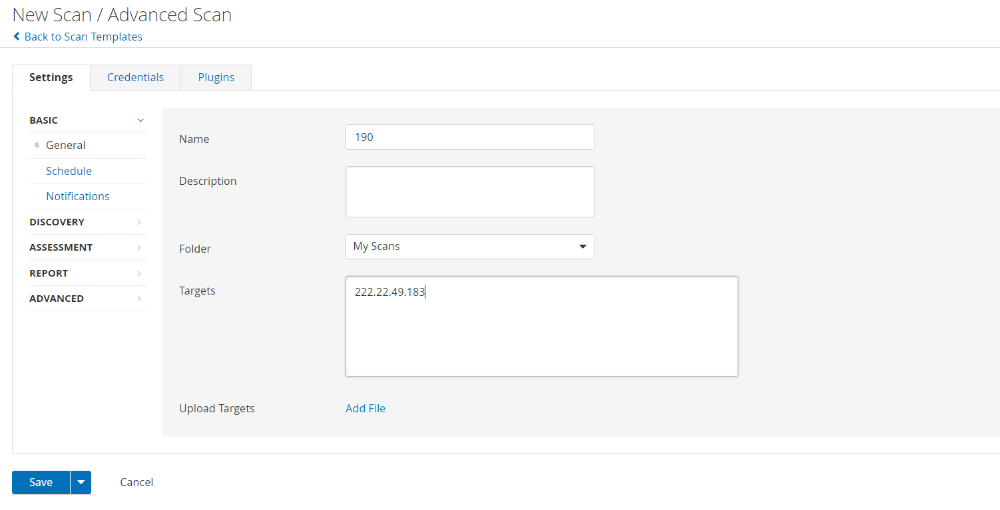 New Scan / Advanced Scan
Back to Scan Templates
Settings Credentials Plugins
BASIC
General
Schedule
Notifications
DISCOVERY
ASSESSMENT
REPORT
ADVANCED
Name 190
Description
Folder My Scans
Targets 222.22.49.183
Upload Targets Add File
Save Cancel